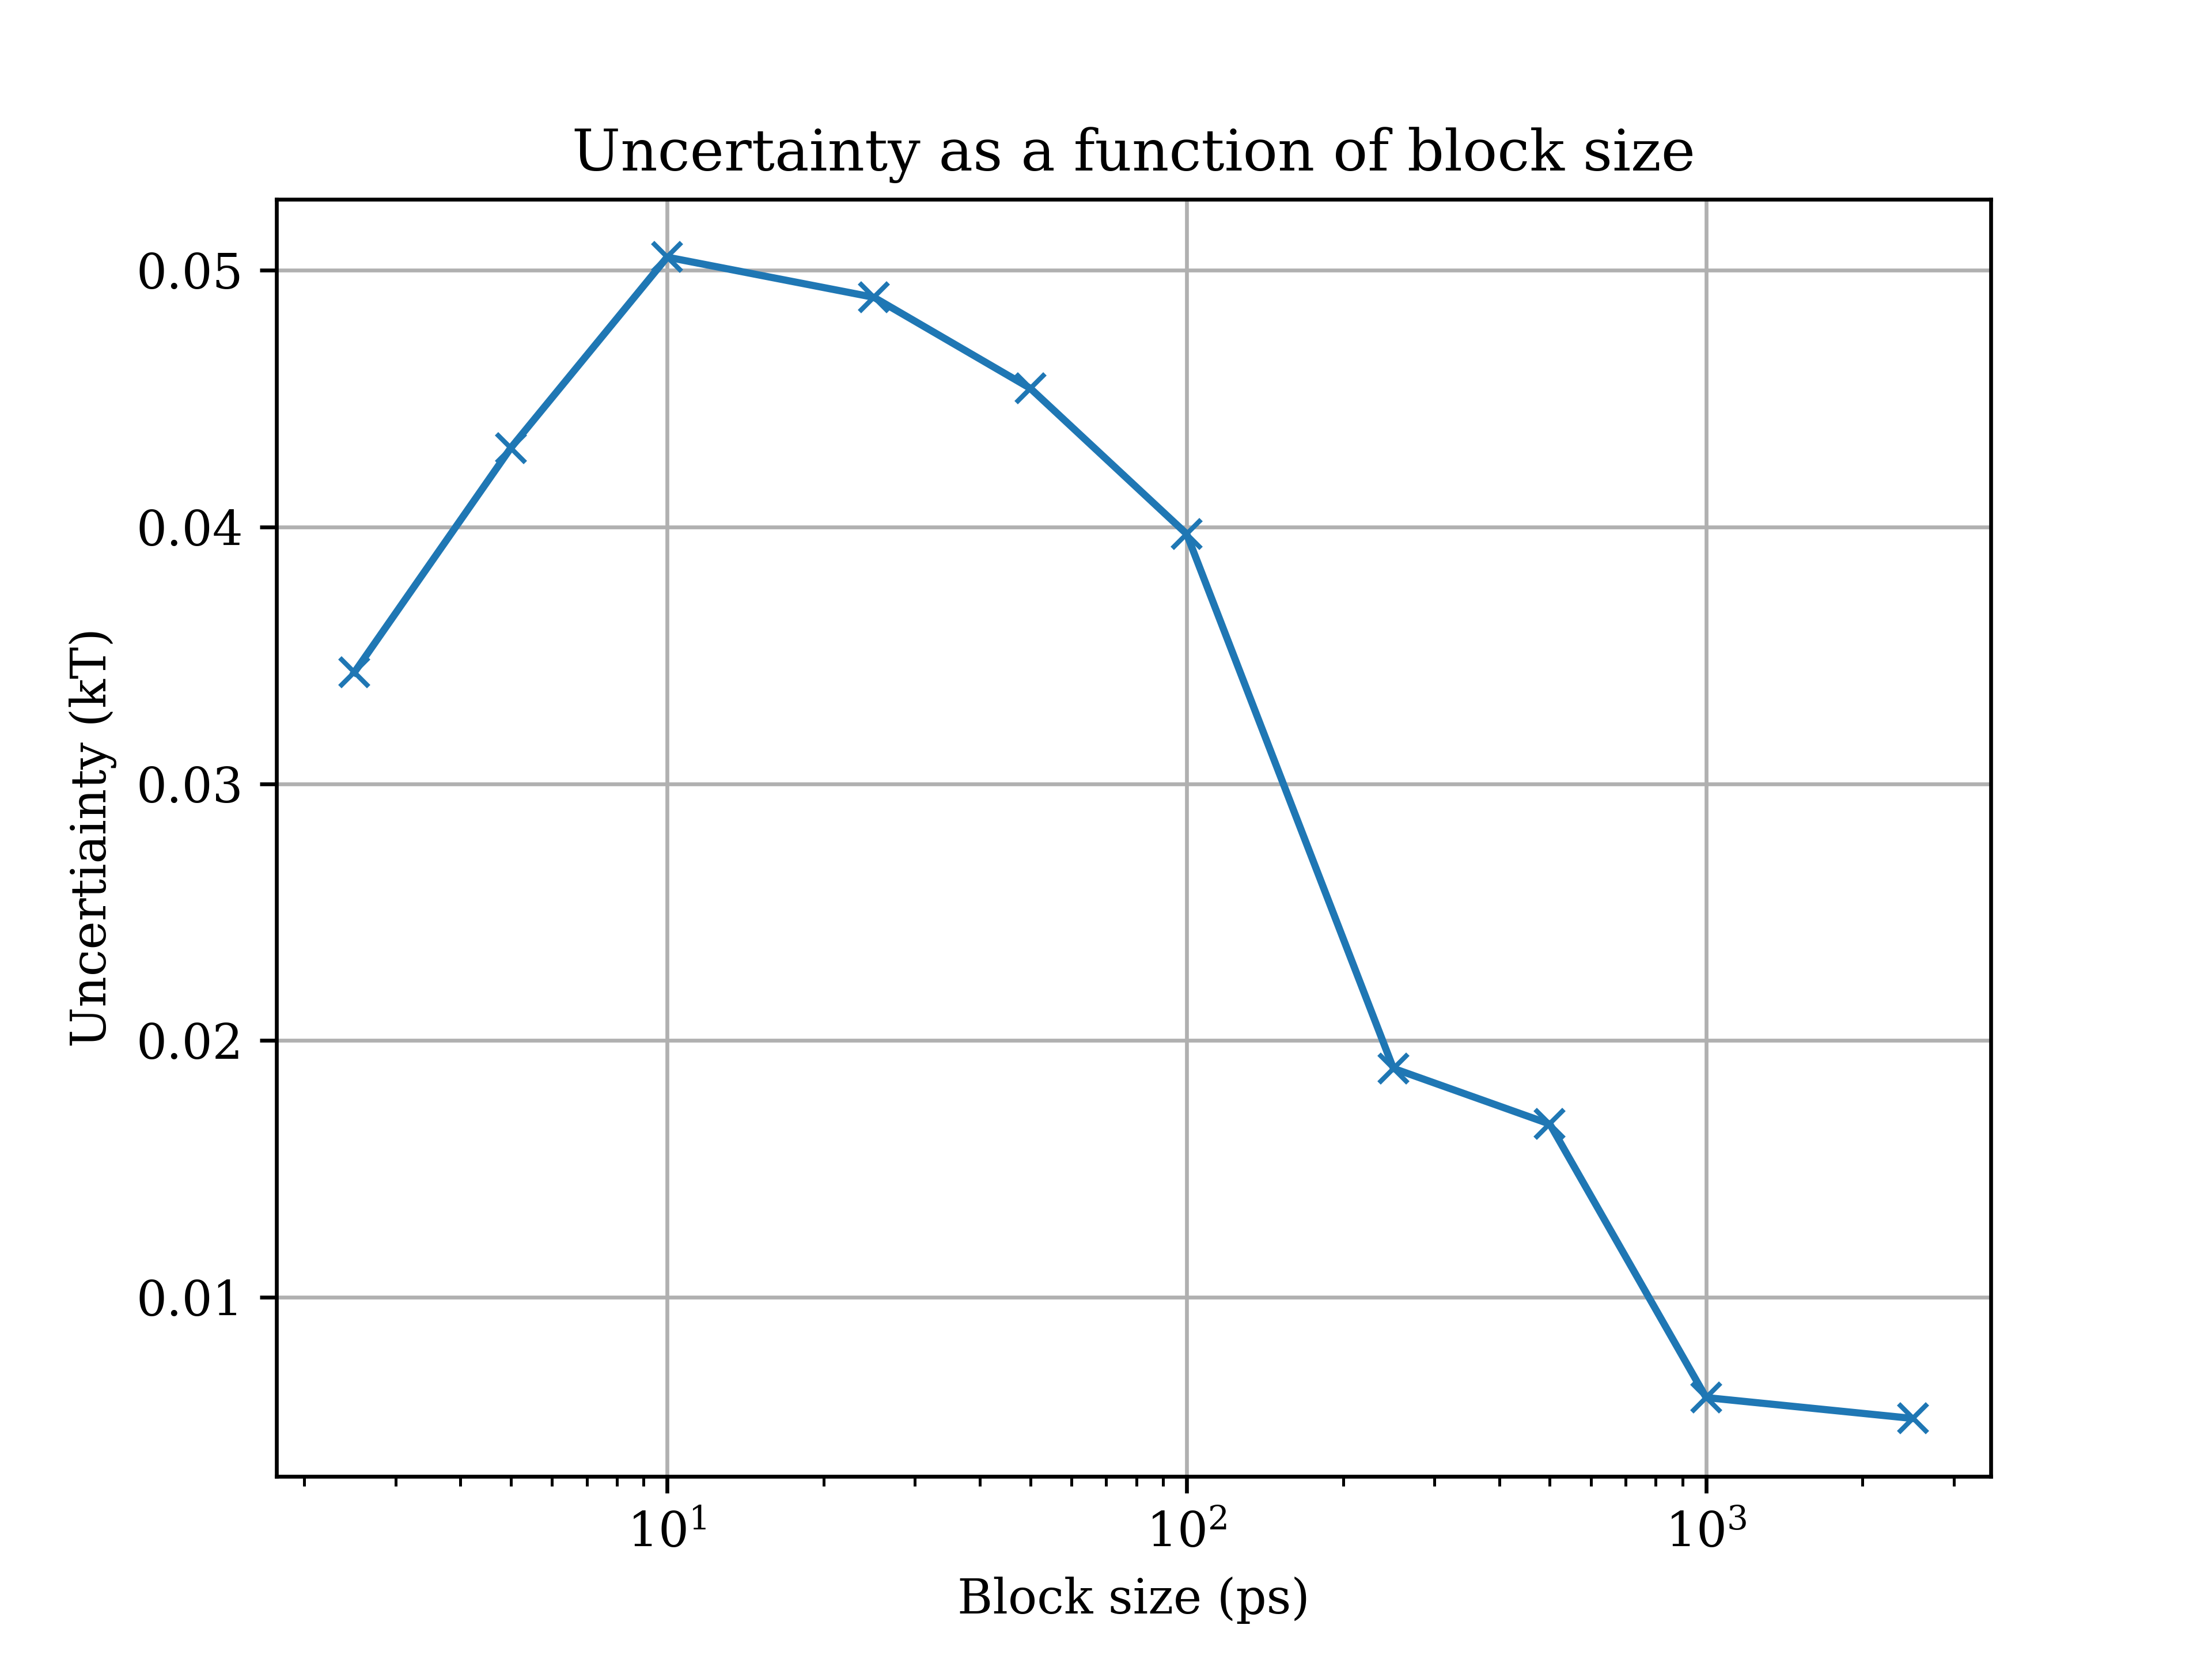 Uncertainty as a function of block size
Uncertiainty (kT)
0.05
0.04
0.03
0.02
0.01
10¹
10²
10³
Block size (ps)